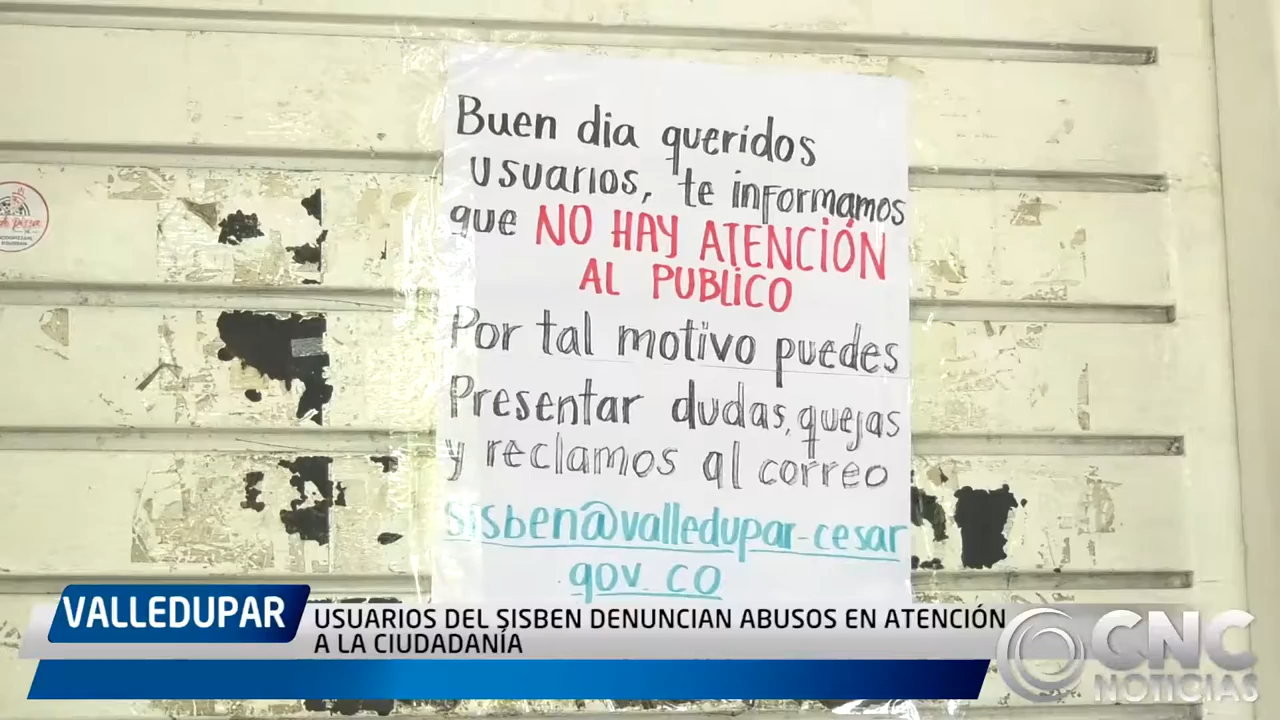 Buen dia queridos
usuarios, te informamos
que NO HAY ATENCIÓN
AL PUBLICO
Por tal motivo puedes
Presentar dudas, quejas
y reclamos al correo
sisben@valledupar-cesar
gov.co
VALLEDUPAR
USUARIOS DEL SISBEN DENUNCIAN ABUSOS EN ATENCIÓN
A LA CIUDADANÍA
CNC
NOTICIAS